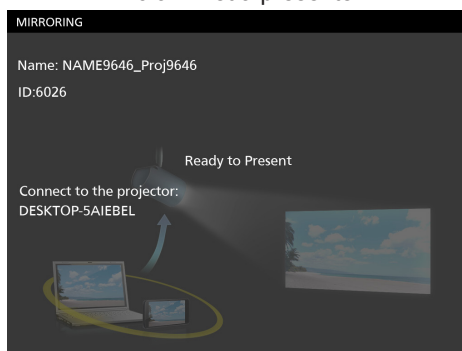 MIRRORING
Name: NAME9646_Proj9646
ID:6026
Ready to Present
Connect to the projector:
DESKTOP-5AIEBEL